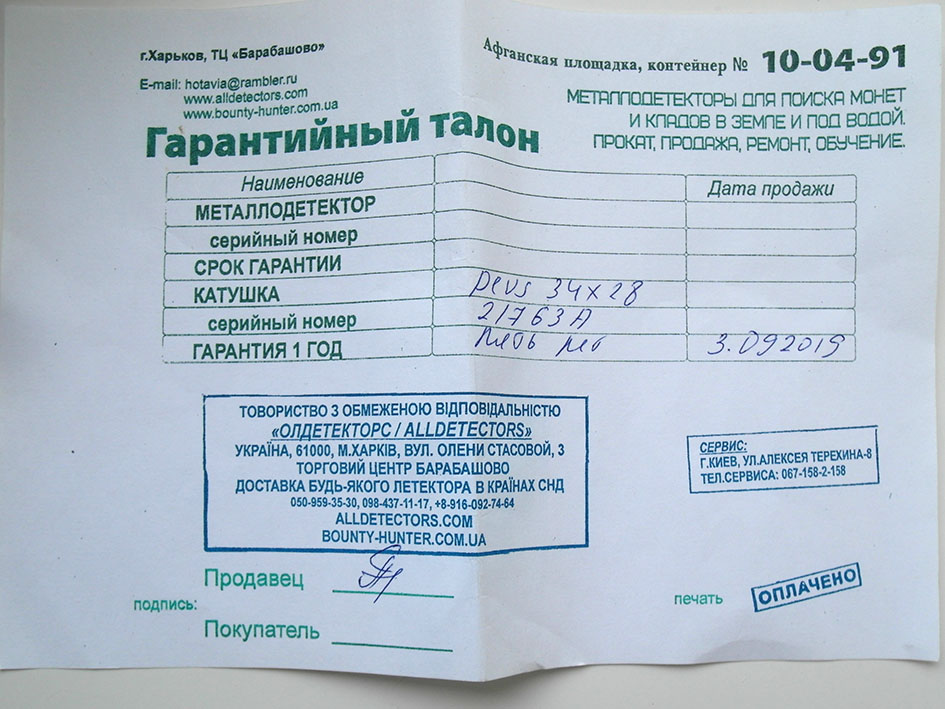 г.Харьков, ТЦ «Барабашово»
Афганская площадка, контейнер № 10-04-91
E-mail: hotavia@rambler.ru
www.alldetectors.com
www.bounty-hunter.com.ua
МЕТАЛЛОДЕТЕКТОРЫ ДЛЯ ПОИСКА МОНЕТ
И КЛАДОВ В ЗЕМЛЕ И ПОД ВОДОЙ.
ПРОКАТ, ПРОДАЖА, РЕМОНТ, ОБУЧЕНИЕ.
Гарантийный талон
Наименование Дата продажи
МЕТАЛЛОДЕТЕКТОР
серийный номер
СРОК ГАРАНТИИ
КАТУШКА Deus 34x28
серийный номер 21763A
ГАРАНТИЯ 1 ГОД Пять лет 3.092019
ТОВОРИСТВО З ОБМЕЖЕНОЮ ВІДПОВІДАЛЬНІСТЮ
«ОЛДЕТЕКТОРС / ALLDETECTORS»
УКРАЇНА, 61000, М.ХАРКІВ, ВУЛ. ОЛЕНИ СТАСОВОЙ, 3
ТОРГОВИЙ ЦЕНТР БАРАБАШОВО
ДОСТАВКА БУДЬ-ЯКОГО ЛЕТЕКТОРА В КРАЇНАХ СНД
050-959-35-30, 098-437-11-17, +8-916-092-74-64
ALLDETECTORS.COM
BOUNTY-HUNTER.COM.UA
СЕРВИС:
Г.КИЕВ, УЛ.АЛЕКСЕЯ ТЕРЕХИНА-8
ТЕЛ.СЕРВИСА: 067-158-2-158
Продавец
подпись:
Покупатель
печать ОПЛАЧЕНО